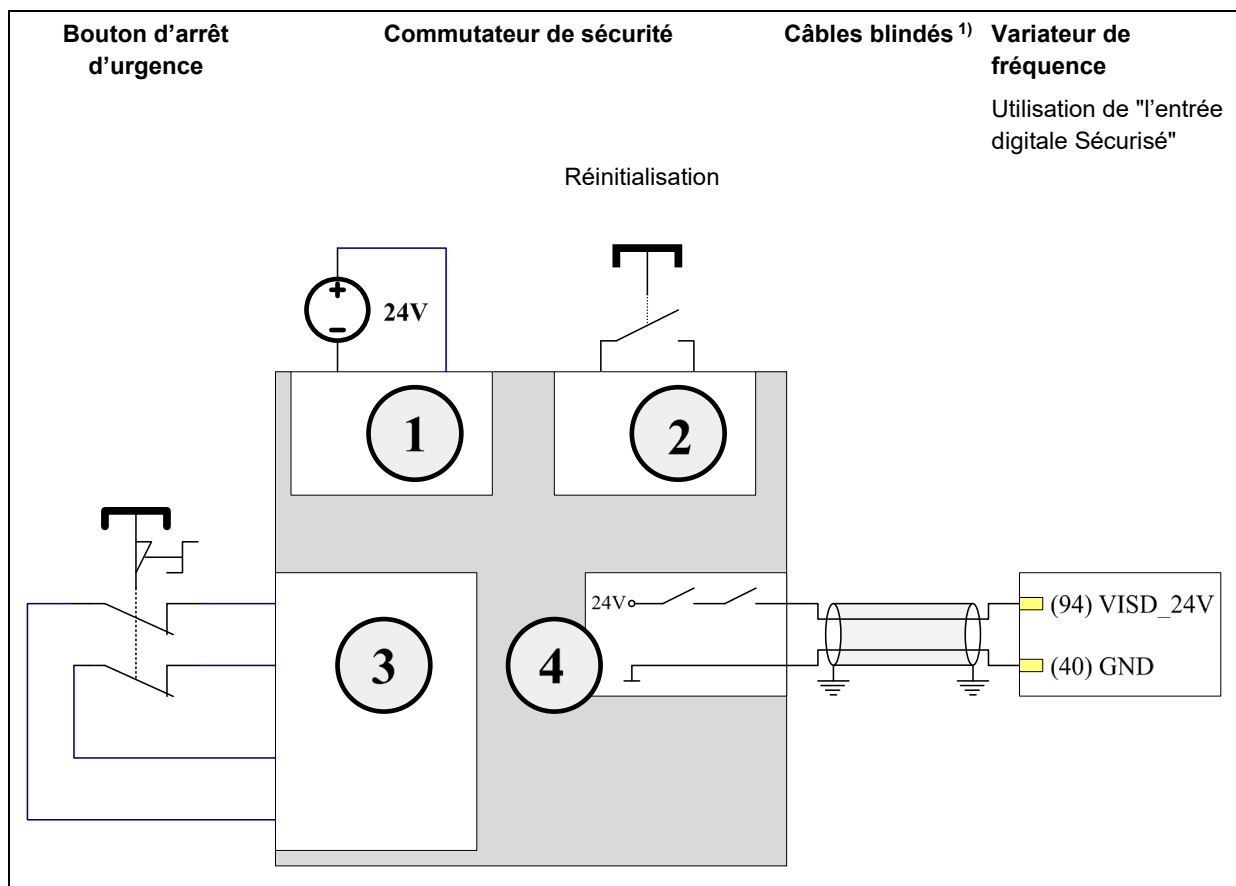 Bouton d’arrêt
d’urgence
Commutateur de sécurité
Câbles blindés 1)
Variateur de
fréquence
Utilisation de "l’entrée
digitale Sécurisé"
Réinitialisation
24V
1
2
3
4
24V
(94) VISD_24V
(40) GND